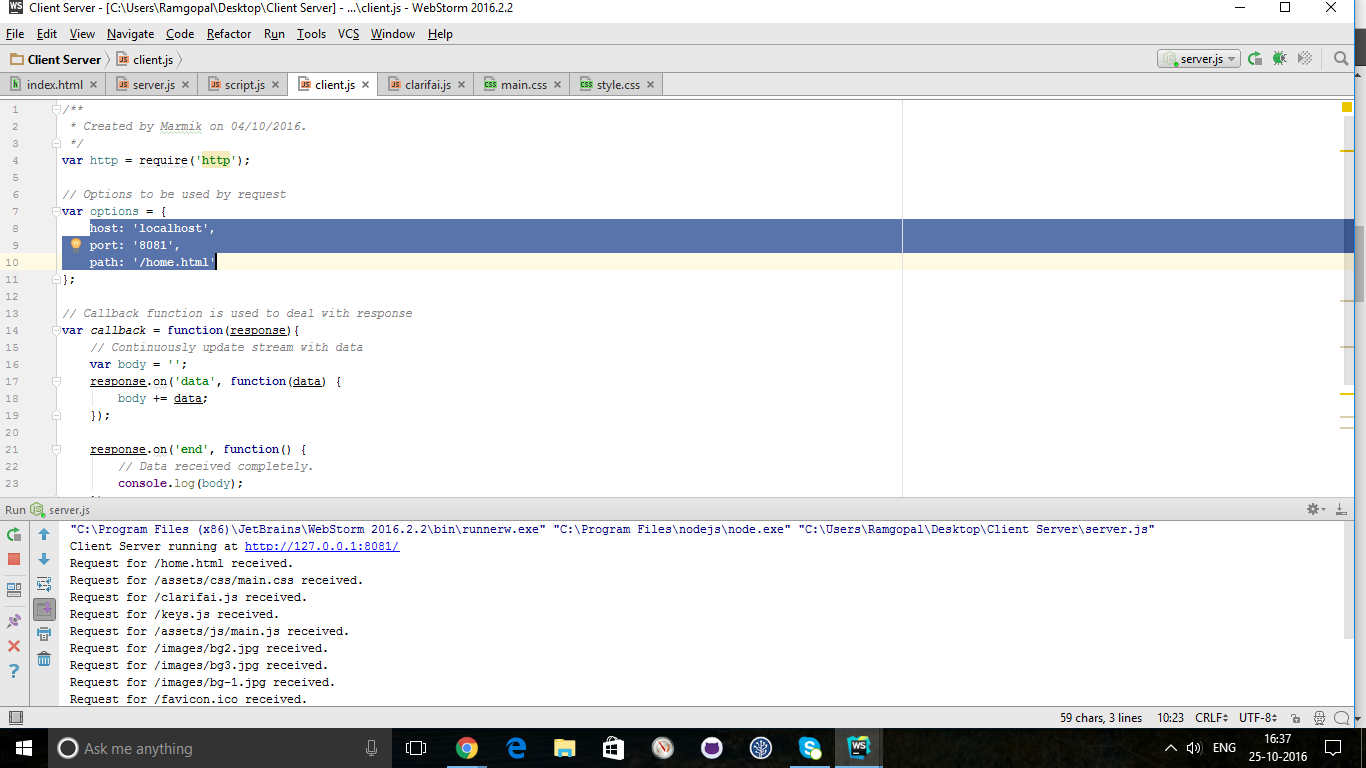 WS Client Server - [C:\Users\Ramgopal\Desktop\Client Server] - ...\client.js - WebStorm 2016.2.2
File Edit View Navigate Code Refactor Run Tools VCS Window Help
Client Server client.js server.js
index.html server.js script.js client.js clarifai.js main.css style.css
1 /**
2 * Created by Marmik on 04/10/2016.
3 */
4 var http = require('http');
5
6 // Options to be used by request
7 var options = {
8 host: 'localhost',
9 port: '8081',
10 path: '/home.html'
11 };
12
13 // Callback function is used to deal with response
14 var callback = function(response){
15 // Continuously update stream with data
16 var body = '';
17 response.on('data', function(data) {
18 body += data;
19 });
20
21 response.on('end', function() {
22 // Data received completely.
23 console.log(body);
Run server.js
"C:\Program Files (x86)\JetBrains\WebStorm 2016.2.2\bin\runnerw.exe" "C:\Program Files\nodejs\node.exe" "C:\Users\Ramgopal\Desktop\Client Server\server.js"
Client Server running at http://127.0.0.1:8081/
Request for /home.html received.
Request for /assets/css/main.css received.
Request for /clarifai.js received.
Request for /keys.js received.
Request for /assets/js/main.js received.
Request for /images/bg2.jpg received.
Request for /images/bg3.jpg received.
Request for /images/bg-1.jpg received.
Request for /favicon.ico received.
59 chars, 3 lines 10:23 CRLF UTF-8
Ask me anything WS ENG 16:37
25-10-2016